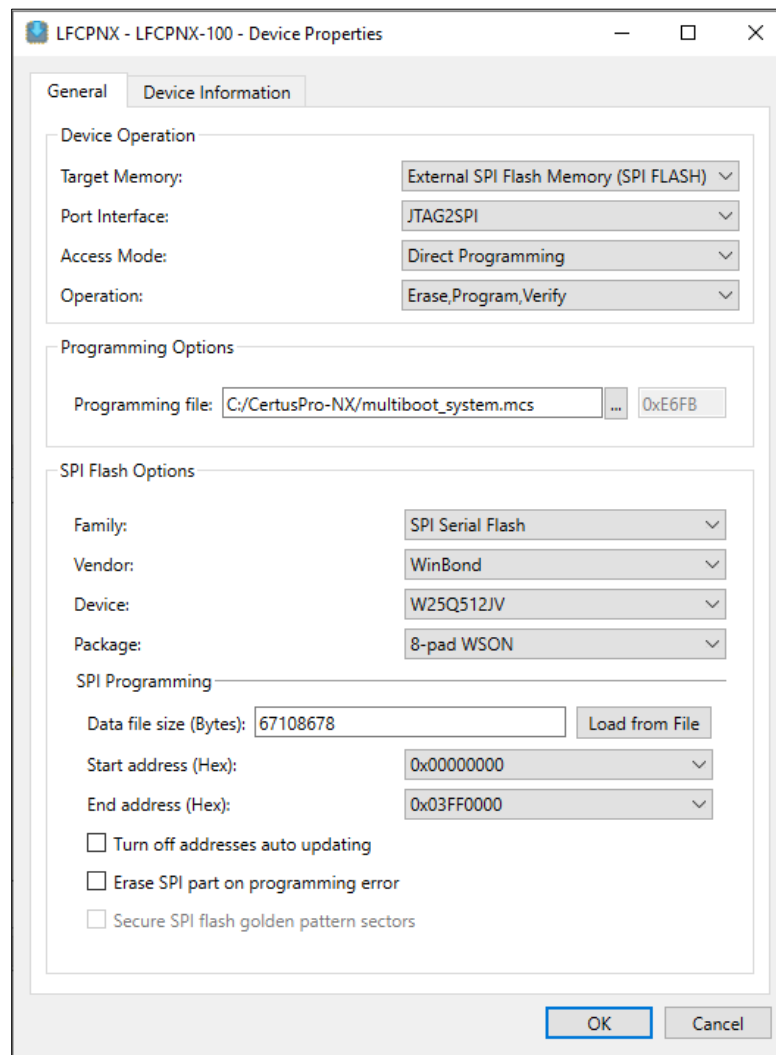 LFCPNX - LFCPNX-100 - Device Properties
General Device Information
Device Operation
Target Memory: External SPI Flash Memory (SPI FLASH)
Port Interface: JTAG2SPI
Access Mode: Direct Programming
Operation: Erase,Program,Verify
Programming Options
Programming file: C:/CertusPro-NX/multiboot_system.mcs ... 0xE6FB
SPI Flash Options
Family: SPI Serial Flash
Vendor: WinBond
Device: W25Q512JV
Package: 8-pad WSON
SPI Programming
Data file size (Bytes): 67108678 Load from File
Start address (Hex): 0x00000000
End address (Hex): 0x03FF0000
Turn off addresses auto updating
Erase SPI part on programming error
Secure SPI flash golden pattern sectors
OK Cancel